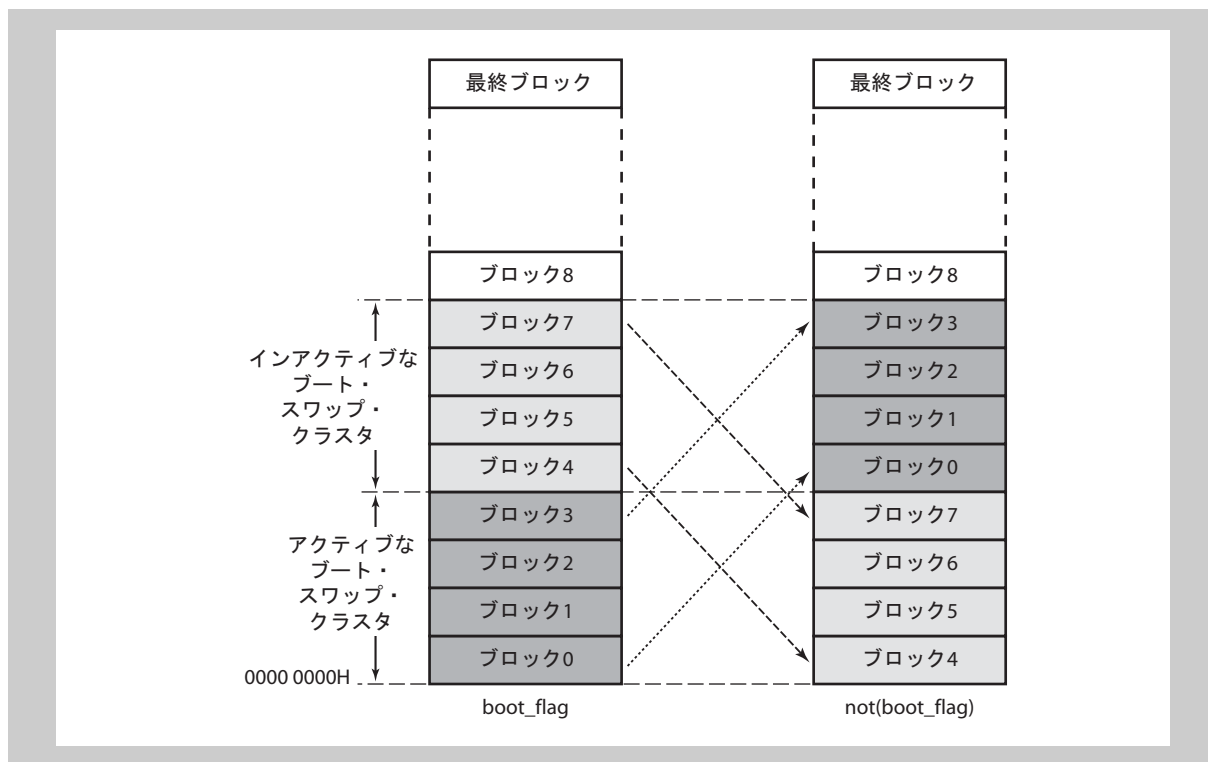 最終ブロック
ブロック8
ブロック7
ブロック6
ブロック5
ブロック4
ブロック3
ブロック2
ブロック1
ブロック0
boot_flag
インアクティブな
ブート・
スワップ・
クラスタ
アクティブな
ブート・
スワップ・
クラスタ
0000 0000H
最終ブロック
ブロック8
ブロック3
ブロック2
ブロック1
ブロック0
ブロック7
ブロック6
ブロック5
ブロック4
not(boot_flag)